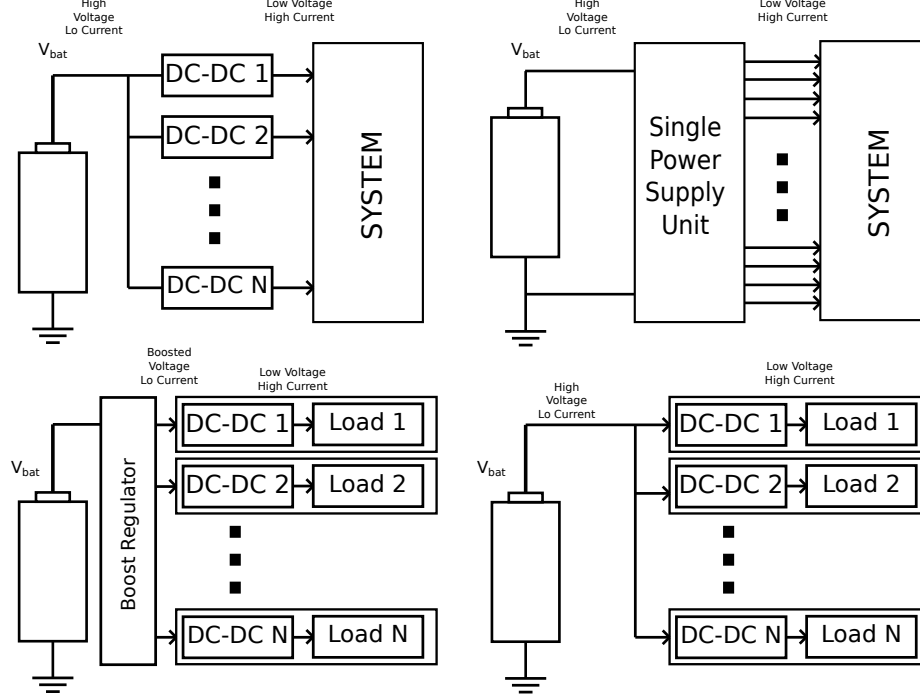 High
Voltage
Lo Current
Low Voltage
High Current
V_bat
DC-DC 1
DC-DC 2
DC-DC N
SYSTEM
High
Voltage
Lo Current
Low Voltage
High Current
V_bat
Single
Power
Supply
Unit
SYSTEM
Boosted
Voltage
Lo Current
Low Voltage
High Current
V_bat
Boost Regulator
DC-DC 1
Load 1
DC-DC 2
Load 2
DC-DC N
Load N
High
Voltage
Lo Current
Low Voltage
High Current
V_bat
DC-DC 1
Load 1
DC-DC 2
Load 2
DC-DC N
Load N